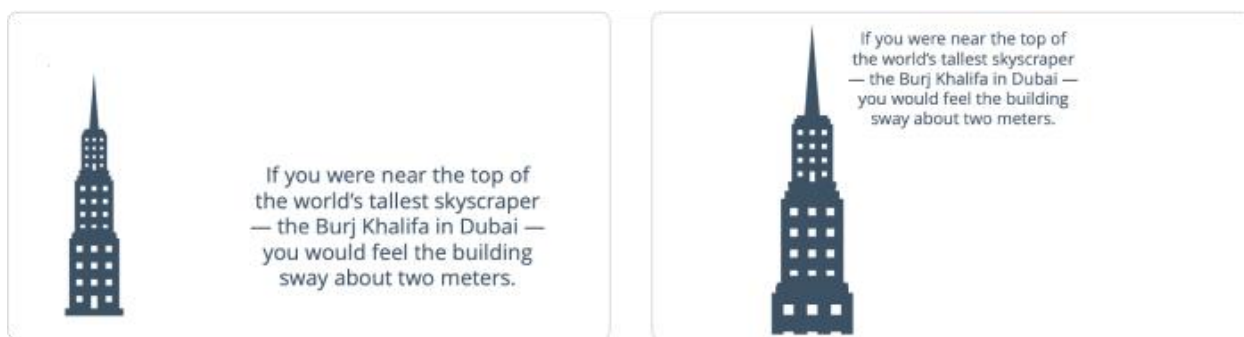 If you were near the top of
the world's tallest skyscraper
— the Burj Khalifa in Dubai —
you would feel the building
sway about two meters.
If you were near the top of
the world's tallest skyscraper
— the Burj Khalifa in Dubai —
you would feel the building
sway about two meters.